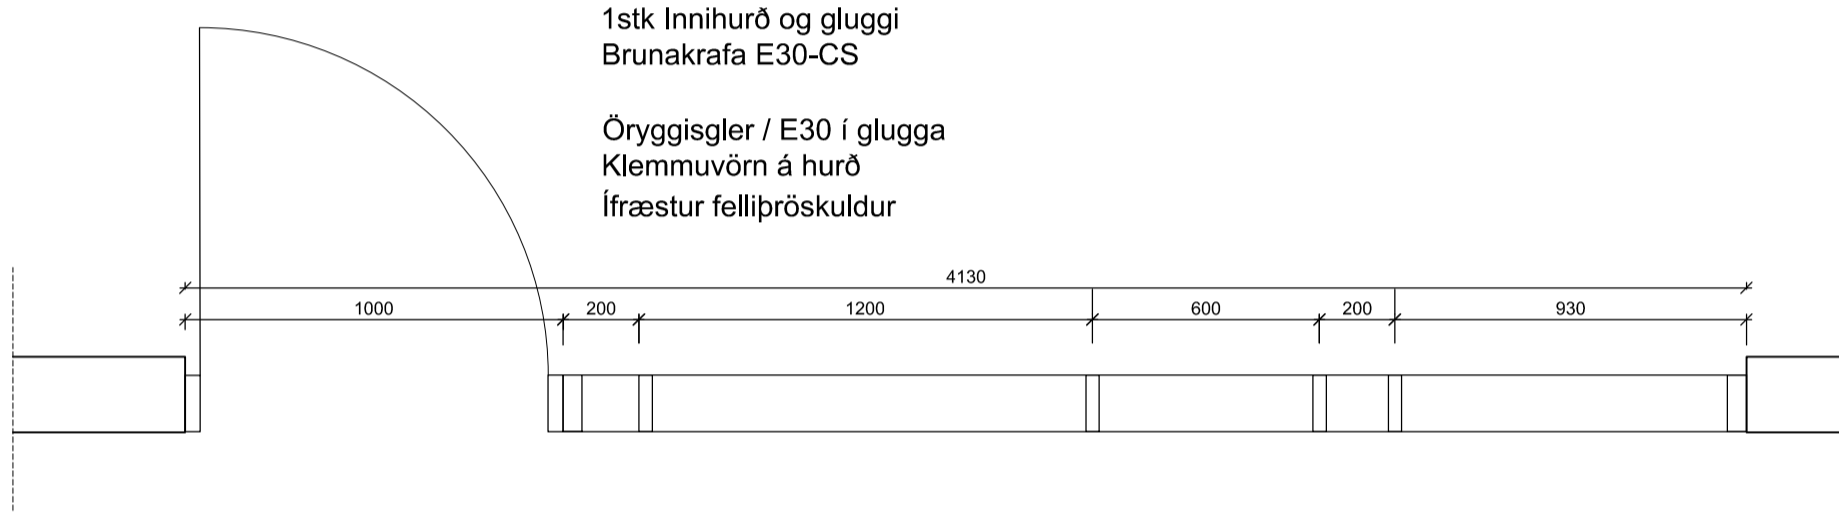 1stk Innihurð og gluggi
Brunakrafa E30-CS
Öryggisgler / E30 í glugga
Klemmuvörn á hurð
Ífræstur felliþröskuldur
4130
1000 200 1200 600 200 930